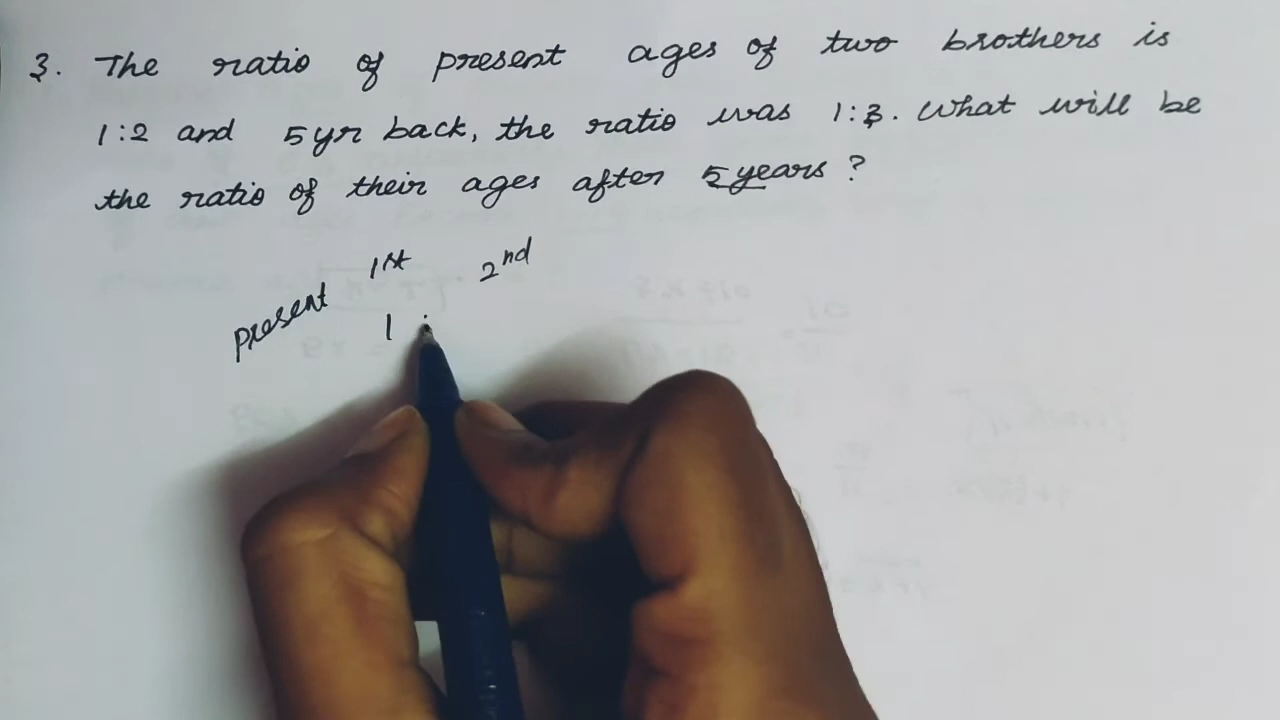 3. The ratio of present ages of two brothers is
1:2 and 5yr back, the ratio was 1:3. What will be
the ratio of their ages after 5 years ?
1st 2nd
present 1 :